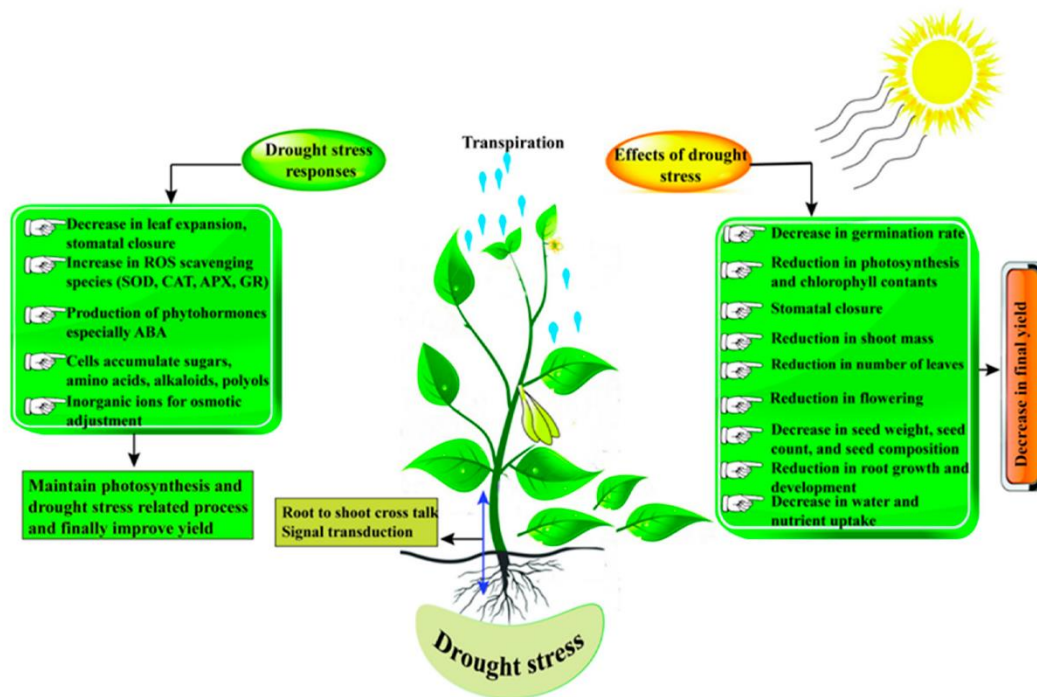 Drought stress
responses
Decrease in leaf expansion,
stomatal closure
Increase in ROS scavenging
species (SOD, CAT, APX, GR)
Production of phytohormones
especially ABA
Cells accumulate sugars,
amino acids, alkaloids, polyols
Inorganic ions for osmotic
adjustment
Maintain photosynthesis and
drought stress related process
and finally improve yield
Transpiration
Root to shoot cross talk
Signal transduction
Drought stress
Effects of drought
stress
Decrease in germination rate
Reduction in photosynthesis
and chlorophyll contants
Stomatal closure
Reduction in shoot mass
Reduction in number of leaves
Reduction in flowering
Decrease in seed weight, seed
count, and seed composition
Reduction in root growth and
development
Decrease in water and
nutrient uptake
Decrease in final yield